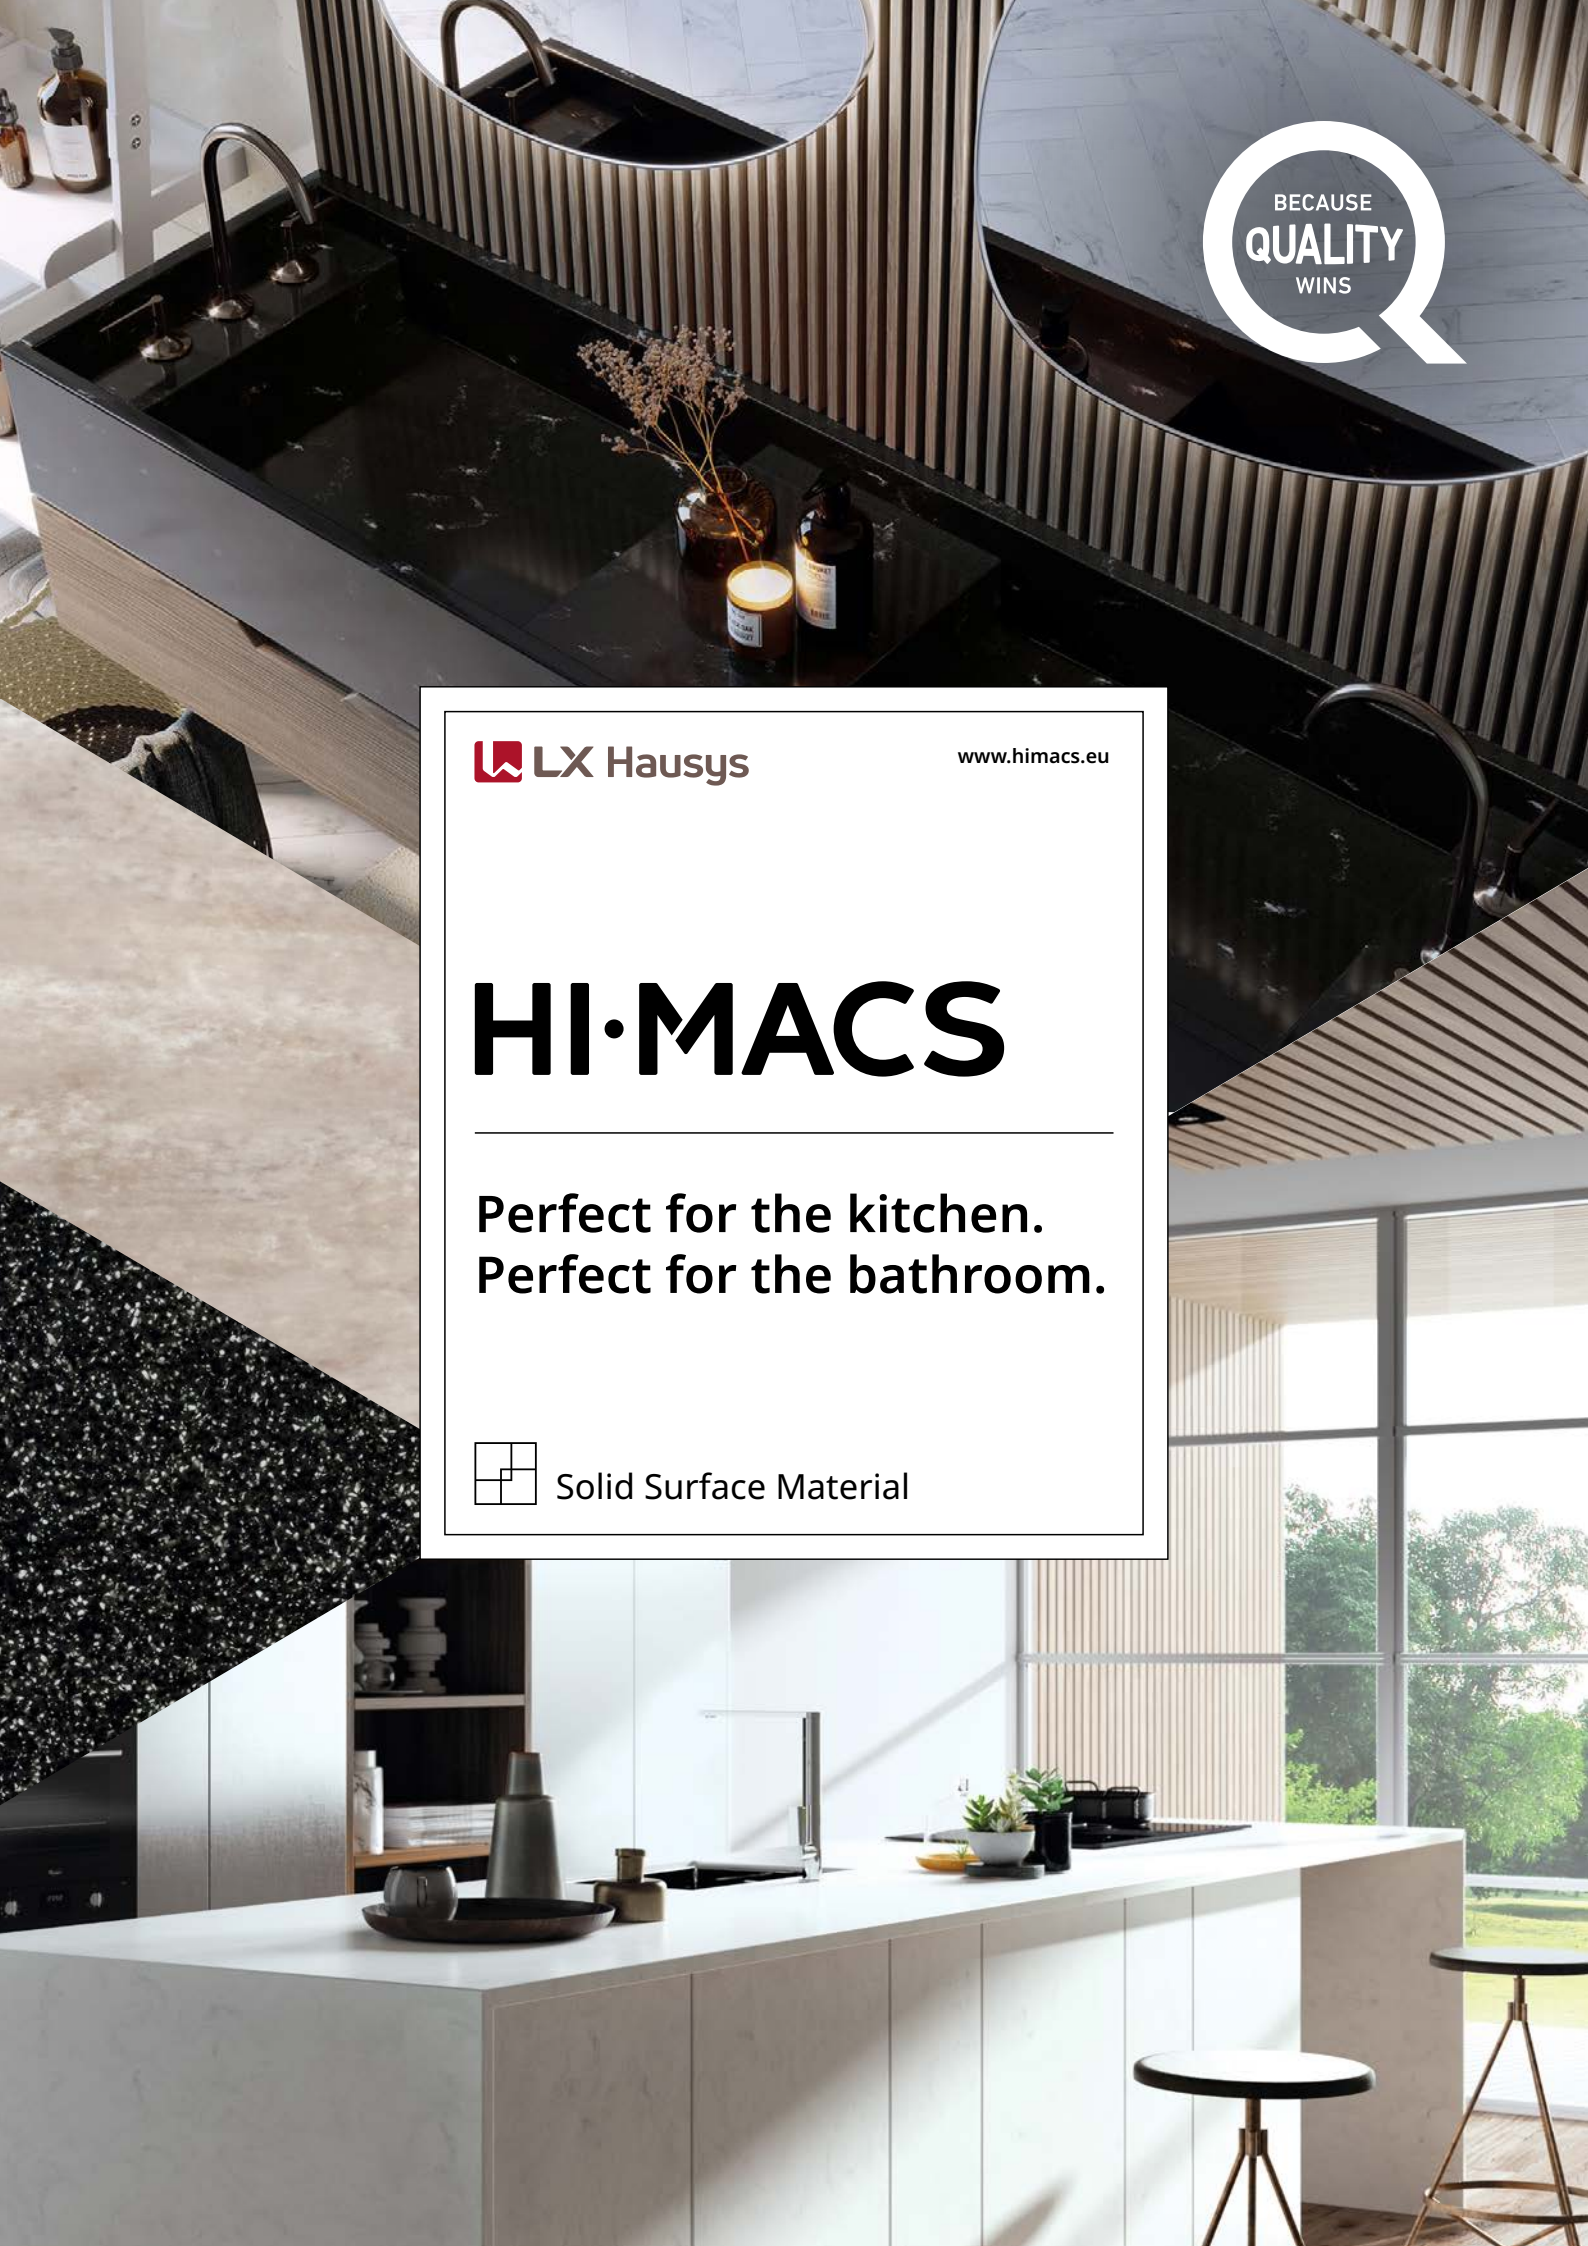 BECAUSE
QUALITY
WINS
LX Hausys
www.himacs.eu
HI·MACS
Perfect for the kitchen.
Perfect for the bathroom.
Solid Surface Material